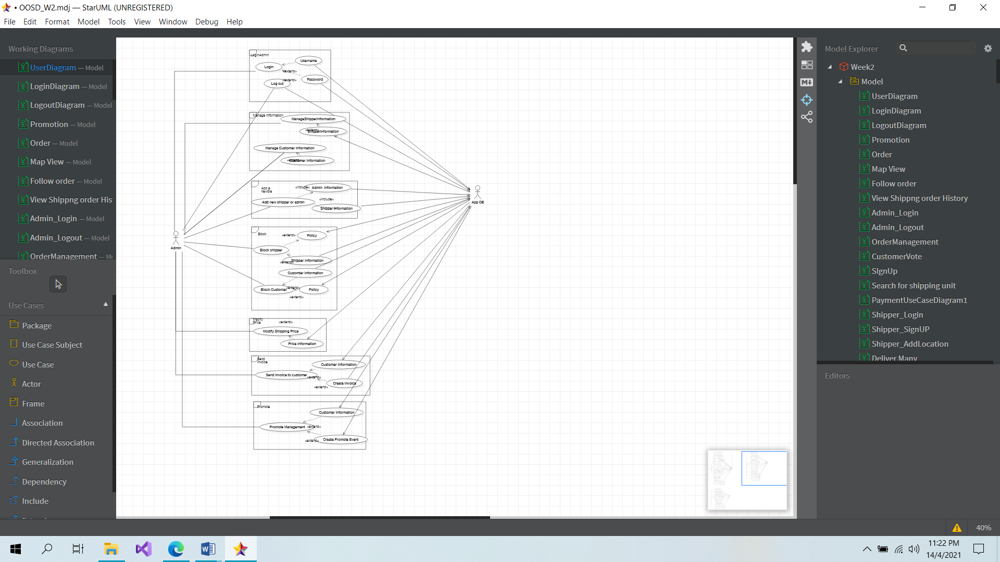 • OOSD_W2.mdj — StarUML (UNREGISTERED)
File Edit Format Model Tools View Window Debug Help
Working Diagrams
UserDiagram — Model
LoginDiagram — Model
LogoutDiagram — Model
Promotion — Model
Order — Model
Map View — Model
Follow order — Model
View Shippng order His
Admin_Login — Model
Admin_Logout — Model
OrderManagement — Mo
Toolbox
Use Cases
Package
Use Case Subject
Use Case
Actor
Frame
Association
Directed Association
Generalization
Dependency
Include
LoginAdmin
Username
Login
«extend»
Password
«extend»
Log out
Manage Information
ManageShipperInformation
«extend»
ShipperInformation
Manage Customer Information
Customer Information
Add a
newbie
«include»
Admin Information
Add new shipper or admin
«include»
Shipper Information
App DB
Admin
Block
«extend»
Policy
Block shipper
Shipper Information
«extend»
Cusomter Information
Block Customer
«extend»
Policy
«extend»
Modify
Price
«extend»
Modify Shipping Price
Price Information
Send
Invoice
Customer Information
Send Invoice to customer
«extend»
Create Invoice
«extend»
Promote
Customer Information
Promote Management
«extend»
Create Promote Event
«extend»
Model Explorer
Week2
Model
UserDiagram
LoginDiagram
LogoutDiagram
Promotion
Order
Map View
Follow order
View Shippng order History
Admin_Login
Admin_Logout
OrderManagement
CustomerVote
SIgnUp
Search for shipping unit
PaymentUseCaseDiagram1
Shipper_Login
Shipper_SignUP
Shipper_AddLocation
Deliver Many
Editors
40%
11:22 PM
14/4/2021